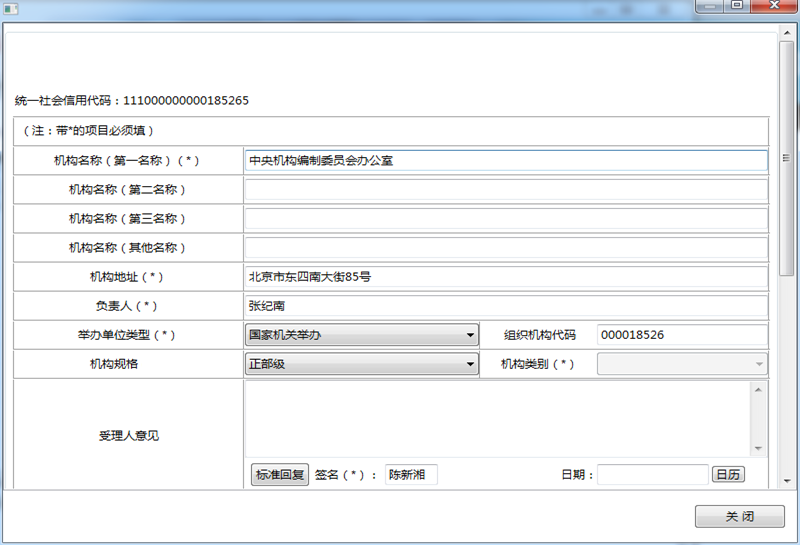 统一社会信用代码：111000000000185265
（注：带*的项目必须填）
机构名称（第一名称）（*） 中央机构编制委员会办公室
机构名称（第二名称）
机构名称（第三名称）
机构名称（其他名称）
机构地址（*） 北京市东四南大街85号
负责人（*） 张纪南
举办单位类型（*） 国家机关举办 组织机构代码 000018526
机构规格 正部级 机构类别（*）
受理人意见
标准回复 签名（*）： 陈新湘 日期： 日历
关 闭